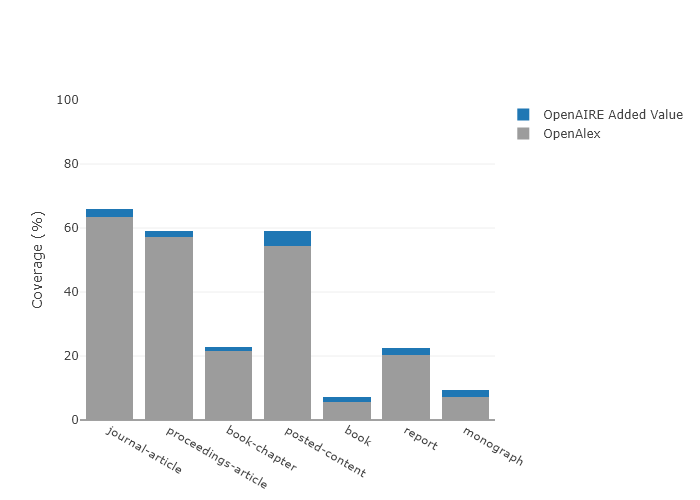 100
80
60
40
20
0
Coverage (%)
journal-article
proceedings-article
book-chapter
posted-content
book
report
monograph
OpenAIRE Added Value
OpenAlex